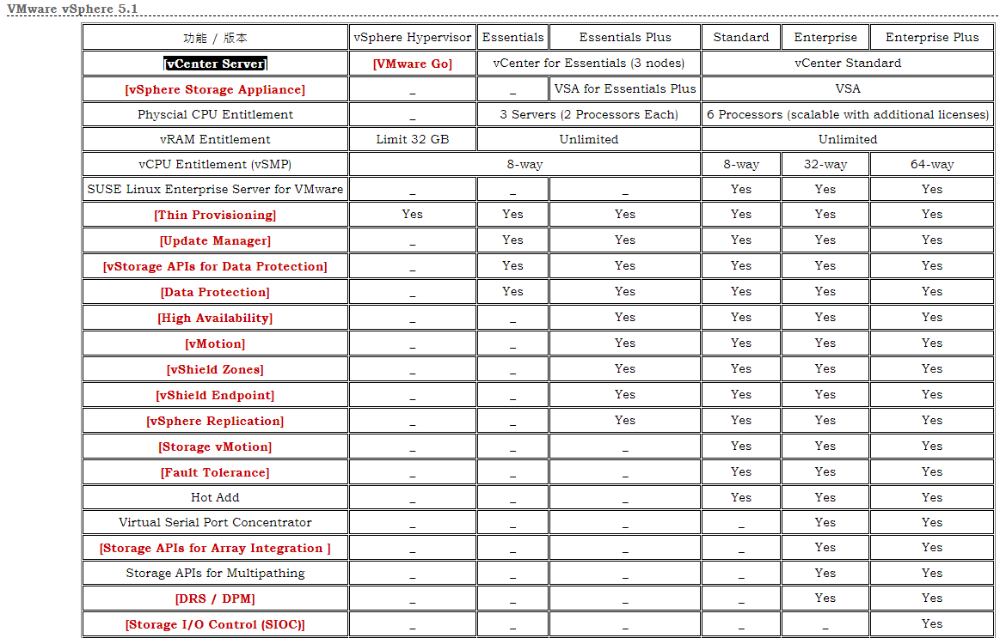 VMware vSphere 5.1
功能 / 版本 vSphere Hypervisor Essentials Essentials Plus Standard Enterprise Enterprise Plus
[vCenter Server] [VMware Go] vCenter for Essentials (3 nodes) vCenter Standard
[vSphere Storage Appliance] _ _ VSA for Essentials Plus VSA
Physcial CPU Entitlement _ 3 Servers (2 Processors Each) 6 Processors (scalable with additional licenses)
vRAM Entitlement Limit 32 GB Unlimited Unlimited
vCPU Entitlement (vSMP) 8-way 8-way 32-way 64-way
SUSE Linux Enterprise Server for VMware _ _ _ Yes Yes Yes
[Thin Provisioning] Yes Yes Yes Yes Yes Yes
[Update Manager] _ Yes Yes Yes Yes Yes
[vStorage APIs for Data Protection] _ Yes Yes Yes Yes Yes
[Data Protection] _ Yes Yes Yes Yes Yes
[High Availability] _ _ Yes Yes Yes Yes
[vMotion] _ _ Yes Yes Yes Yes
[vShield Zones] _ _ Yes Yes Yes Yes
[vShield Endpoint] _ _ Yes Yes Yes Yes
[vSphere Replication] _ _ Yes Yes Yes Yes
[Storage vMotion] _ _ _ Yes Yes Yes
[Fault Tolerance] _ _ _ Yes Yes Yes
Hot Add _ _ _ Yes Yes Yes
Virtual Serial Port Concentrator _ _ _ _ Yes Yes
[Storage APIs for Array Integration ] _ _ _ _ Yes Yes
Storage APIs for Multipathing _ _ _ _ Yes Yes
[DRS / DPM] _ _ _ _ Yes Yes
[Storage I/O Control (SIOC)] _ _ _ _ _ Yes